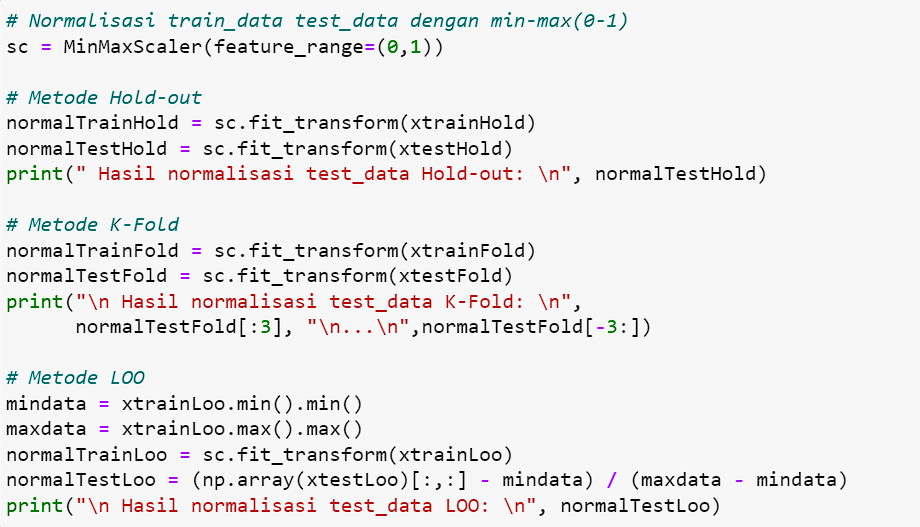 # Normalisasi train_data test_data dengan min-max(0-1)
sc = MinMaxScaler(feature_range=(0,1))
# Metode Hold-out
normalTrainHold = sc.fit_transform(xtrainHold)
normalTestHold = sc.fit_transform(xtestHold)
print(" Hasil normalisasi test_data Hold-out: \n", normalTestHold)
# Metode K-Fold
normalTrainFold = sc.fit_transform(xtrainFold)
normalTestFold = sc.fit_transform(xtestFold)
print("\n Hasil normalisasi test_data K-Fold: \n",
      normalTestFold[:3], "\n...\n",normalTestFold[-3:])
# Metode LOO
mindata = xtrainLoo.min().min()
maxdata = xtrainLoo.max().max()
normalTrainLoo = sc.fit_transform(xtrainLoo)
normalTestLoo = (np.array(xtestLoo)[:,:] - mindata) / (maxdata - mindata)
print("\n Hasil normalisasi test_data LOO: \n", normalTestLoo)